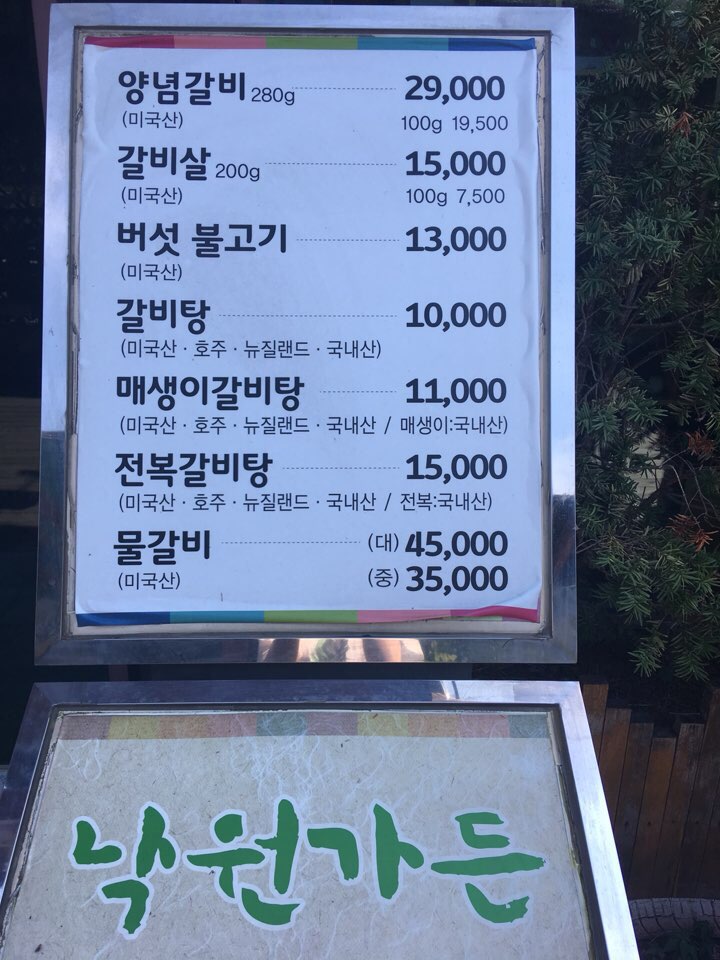 양념갈비 280g 29,000
(미국산) 100g 19,500
갈비살 200g 15,000
(미국산) 100g 7,500
버섯 불고기 13,000
(미국산)
갈비탕 10,000
(미국산 · 호주 · 뉴질랜드 · 국내산)
매생이갈비탕 11,000
(미국산 · 호주 · 뉴질랜드 · 국내산 / 매생이:국내산)
전복갈비탕 15,000
(미국산 · 호주 · 뉴질랜드 · 국내산 / 전복:국내산)
물갈비 (대) 45,000
(미국산) (중) 35,000
낙원가든